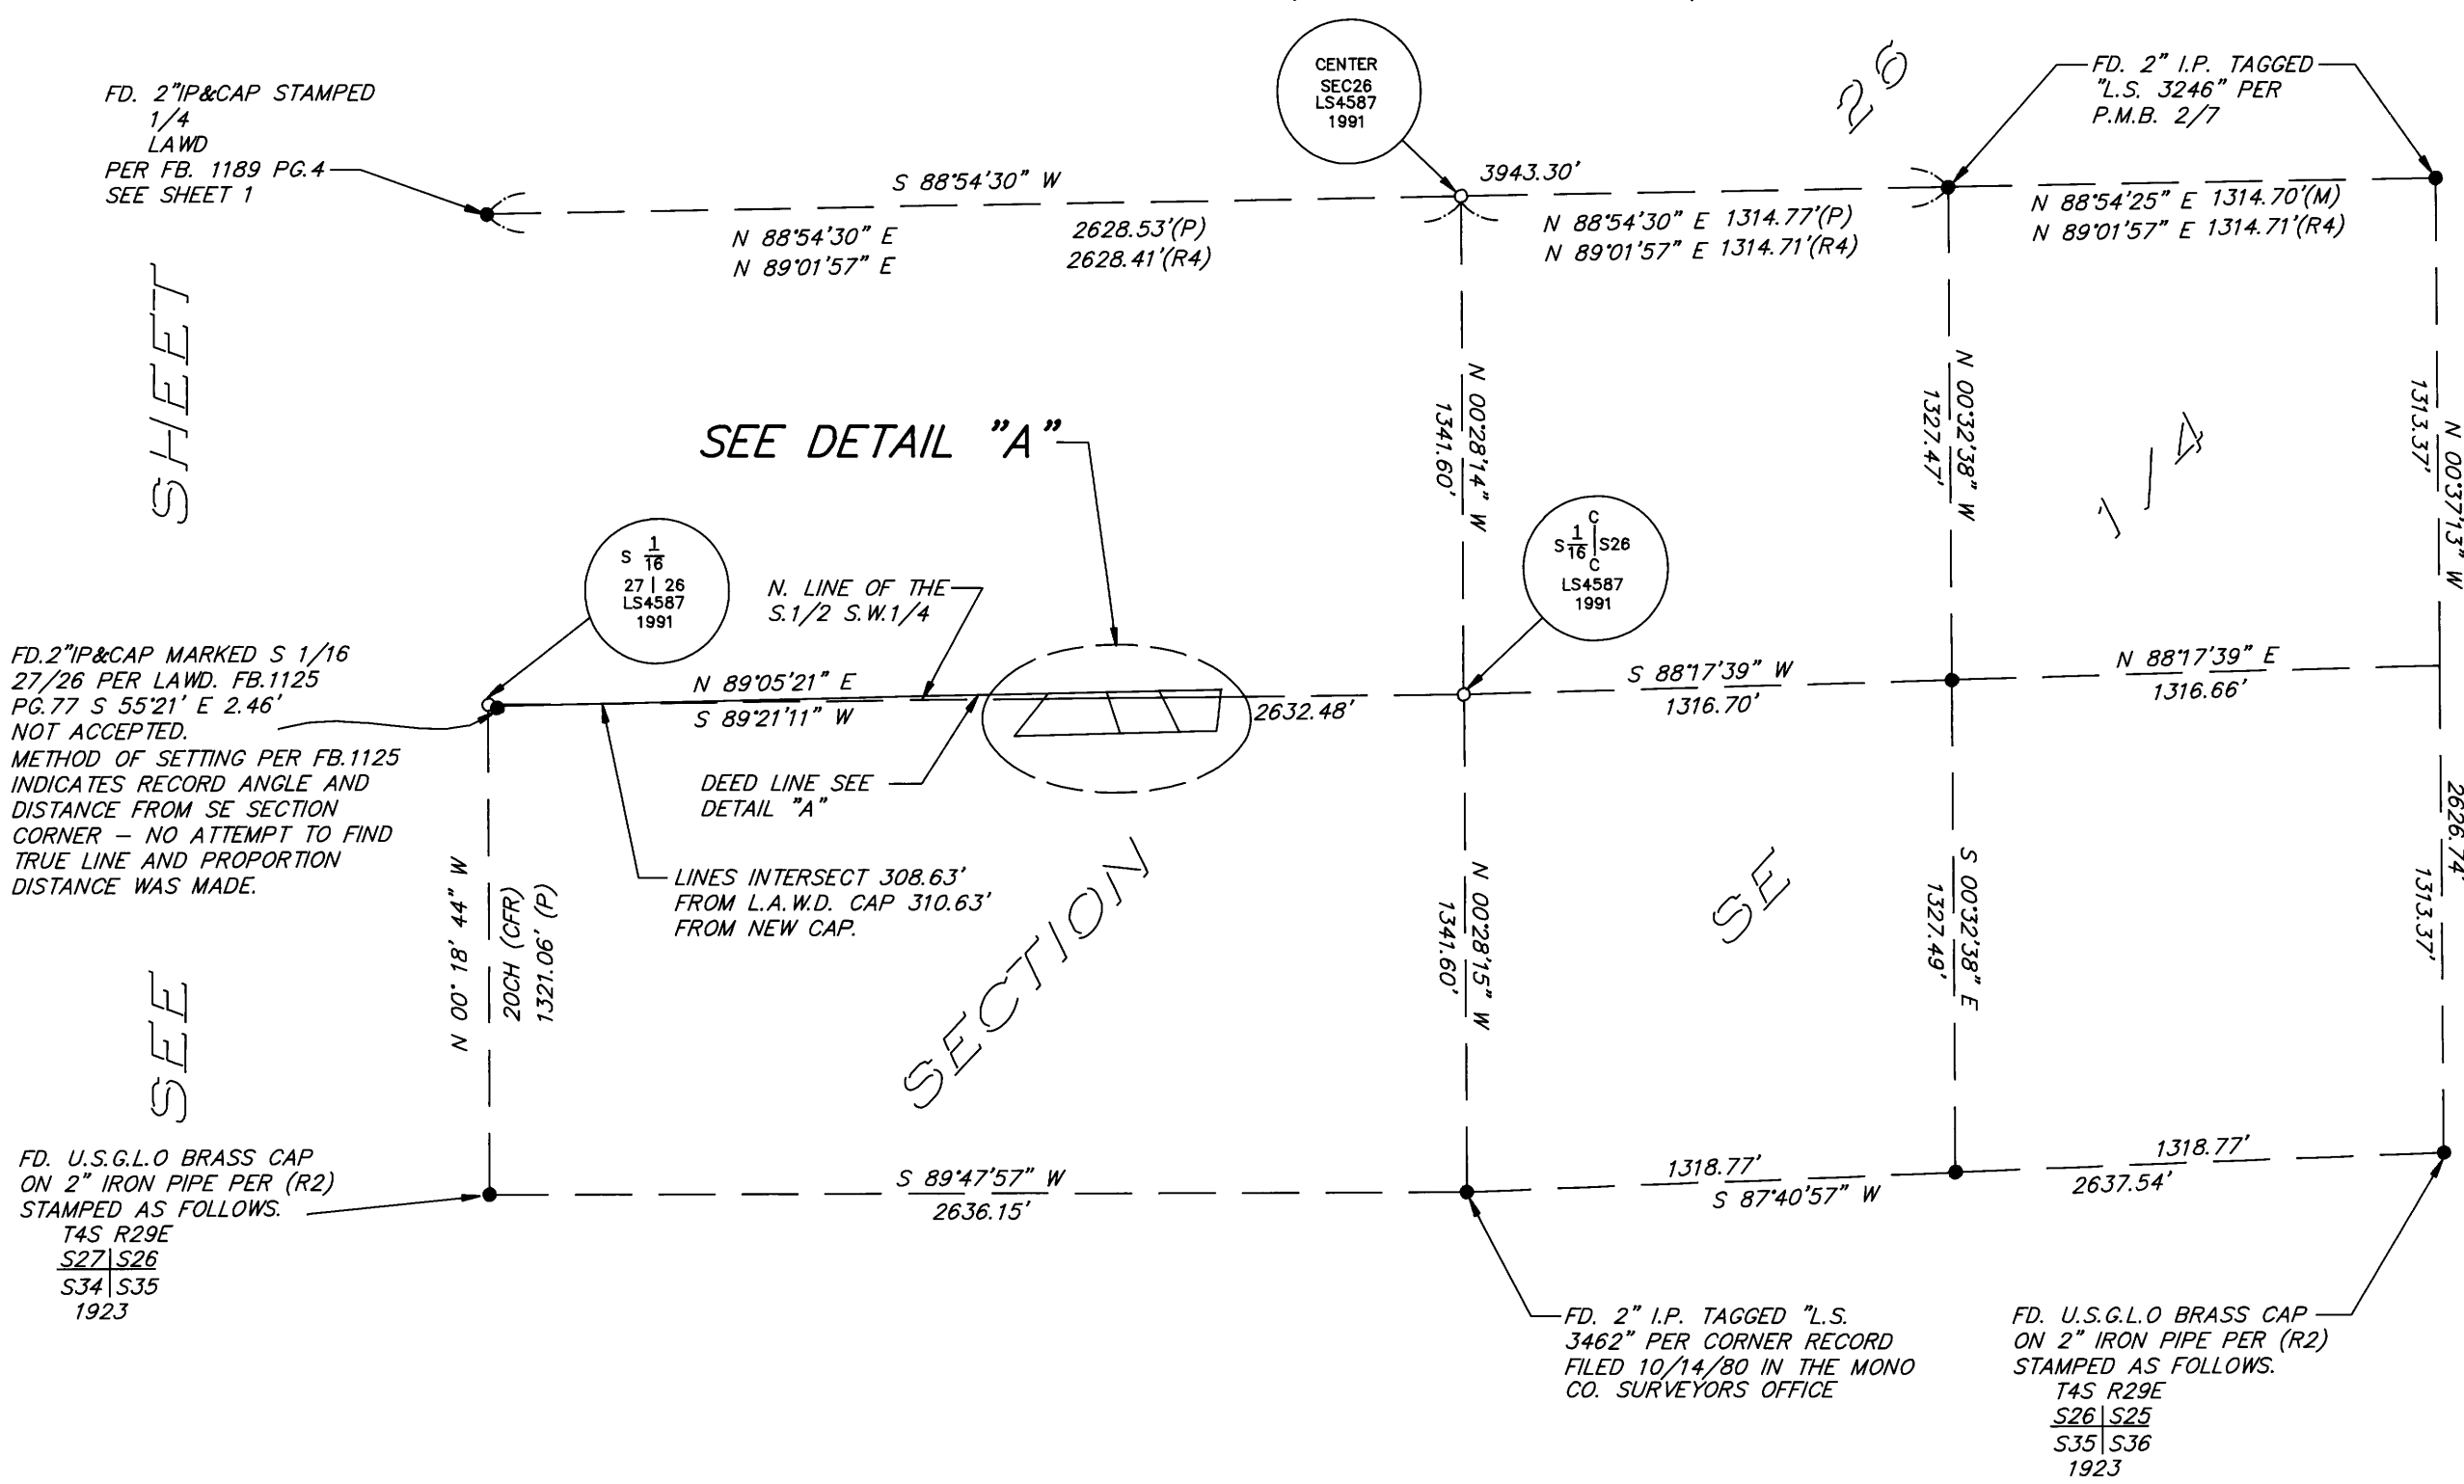 FD. 2"IP&CAP STAMPED
1/4
LAWD
PER FB. 1189 PG.4
SEE SHEET 1
CENTER
SEC26
LS4587
1991
FD. 2" I.P. TAGGED
"L.S. 3246" PER
P.M.B. 2/7
26
S 88°54'30" W
3943.30'
N 88°54'30" E 2628.53'(P)
N 89°01'57" E 2628.41'(R4)
N 88°54'30" E 1314.77'(P)
N 89°01'57" E 1314.71'(R4)
N 88°54'25" E 1314.70'(M)
N 89°01'57" E 1314.71'(R4)
SHEET
SEE DETAIL "A"
N 00°28'14" W
1341.60'
N 00°32'38" W
1327.47'
1/4
1313.37'
N 00°37'13" W
2626.74'
S 1/16
27 | 26
LS4587
1991
N. LINE OF THE
S.1/2 S.W.1/4
C
S 1/16 | S26
C
LS4587
1991
FD.2"IP&CAP MARKED S 1/16
27/26 PER LAWD. FB.1125
PG.77 S 55°21' E 2.46'
NOT ACCEPTED.
METHOD OF SETTING PER FB.1125
INDICATES RECORD ANGLE AND
DISTANCE FROM SE SECTION
CORNER – NO ATTEMPT TO FIND
TRUE LINE AND PROPORTION
DISTANCE WAS MADE.
N 89°05'21" E
S 89°21'11" W
2632.48'
S 88°17'39" W
1316.70'
N 88°17'39" E
1316.66'
DEED LINE SEE
DETAIL "A"
LINES INTERSECT 308.63'
FROM L.A.W.D. CAP 310.63'
FROM NEW CAP.
N 00° 18' 44" W
20CH (CFR)
1321.06' (P)
SECTION
N 00°28'15" W
1341.60'
SE
S 00°32'38" E
1327.49'
1313.37'
SEE
FD. U.S.G.L.O BRASS CAP
ON 2" IRON PIPE PER (R2)
STAMPED AS FOLLOWS.
T4S R29E
S27 | S26
S34 | S35
1923
S 89°47'57" W
2636.15'
1318.77'
S 87°40'57" W
1318.77'
2637.54'
FD. 2" I.P. TAGGED "L.S.
3462" PER CORNER RECORD
FILED 10/14/80 IN THE MONO
CO. SURVEYORS OFFICE
FD. U.S.G.L.O BRASS CAP
ON 2" IRON PIPE PER (R2)
STAMPED AS FOLLOWS.
T4S R29E
S26 | S25
S35 | S36
1923